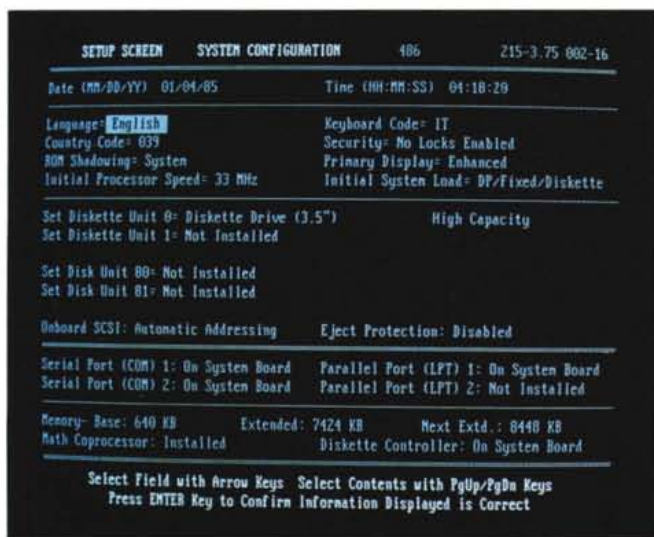 SETUP SCREEN SYSTEM CONFIGURATION 486 215-3.75 002-16
Date (MM/DD/YY) 01/04/85 Time (HH:MM:SS) 04:18:20
Language= English Keyboard Code= IT
Country Code= 039 Security= No Locks Enabled
ROM Shadowing= System Primary Display= Enhanced
Initial Processor Speed= 33 MHz Initial System Load= DP/Fixed/Diskette
Set Diskette Unit 0= Diskette Drive (3.5") High Capacity
Set Diskette Unit 1= Not Installed
Set Disk Unit 80= Not Installed
Set Disk Unit 81= Not Installed
Onboard SCSI: Automatic Addressing Eject Protection: Disabled
Serial Port (COM) 1: On System Board Parallel Port (LPT) 1: On System Board
Serial Port (COM) 2: On System Board Parallel Port (LPT) 2: Not Installed
Memory- Base: 640 KB Extended: 7424 KB Next Extd.: 8448 KB
Math Coprocessor: Installed Diskette Controller: On System Board
Select Field with Arrow Keys Select Contents with PgUp/PgDn Keys
Press ENTER Key to Confirm Information Displayed is Correct